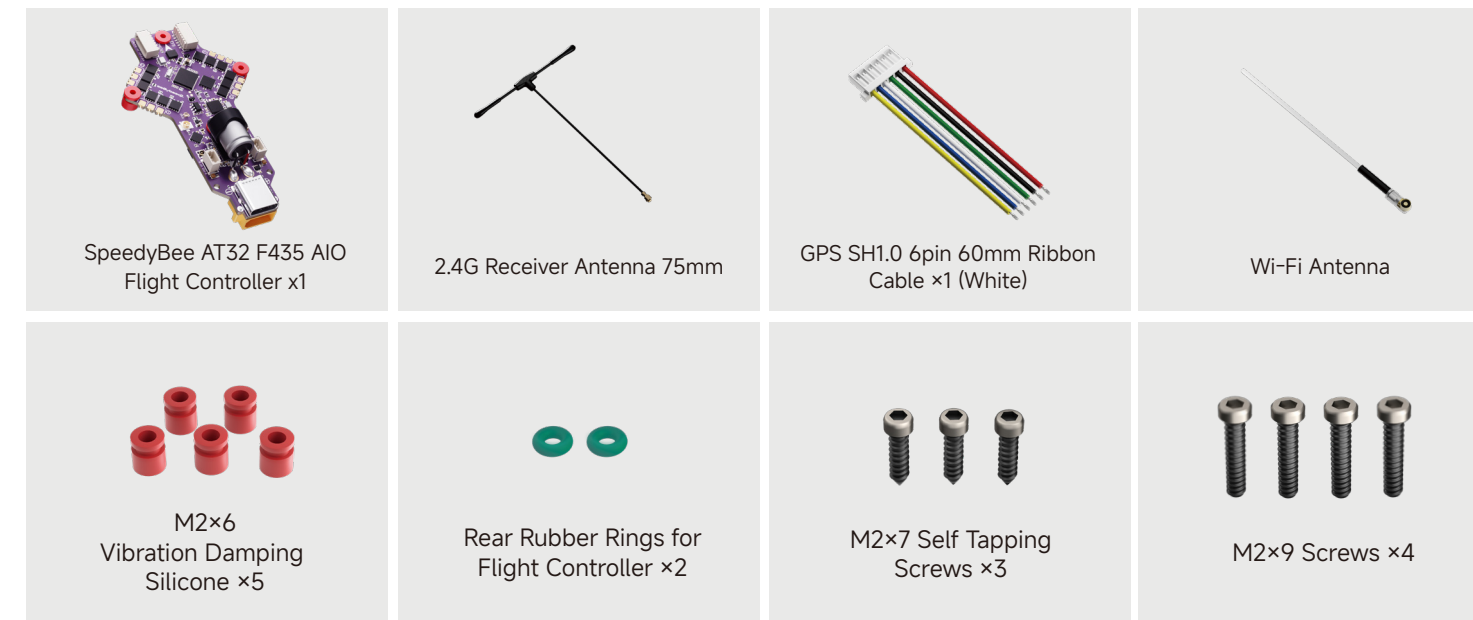 SpeedyBee AT32 F435 AIO
Flight Controller x1
2.4G Receiver Antenna 75mm
GPS SH1.0 6pin 60mm Ribbon
Cable ×1 (White)
Wi-Fi Antenna
M2×6
Vibration Damping
Silicone ×5
Rear Rubber Rings for
Flight Controller ×2
M2×7 Self Tapping
Screws ×3
M2×9 Screws ×4